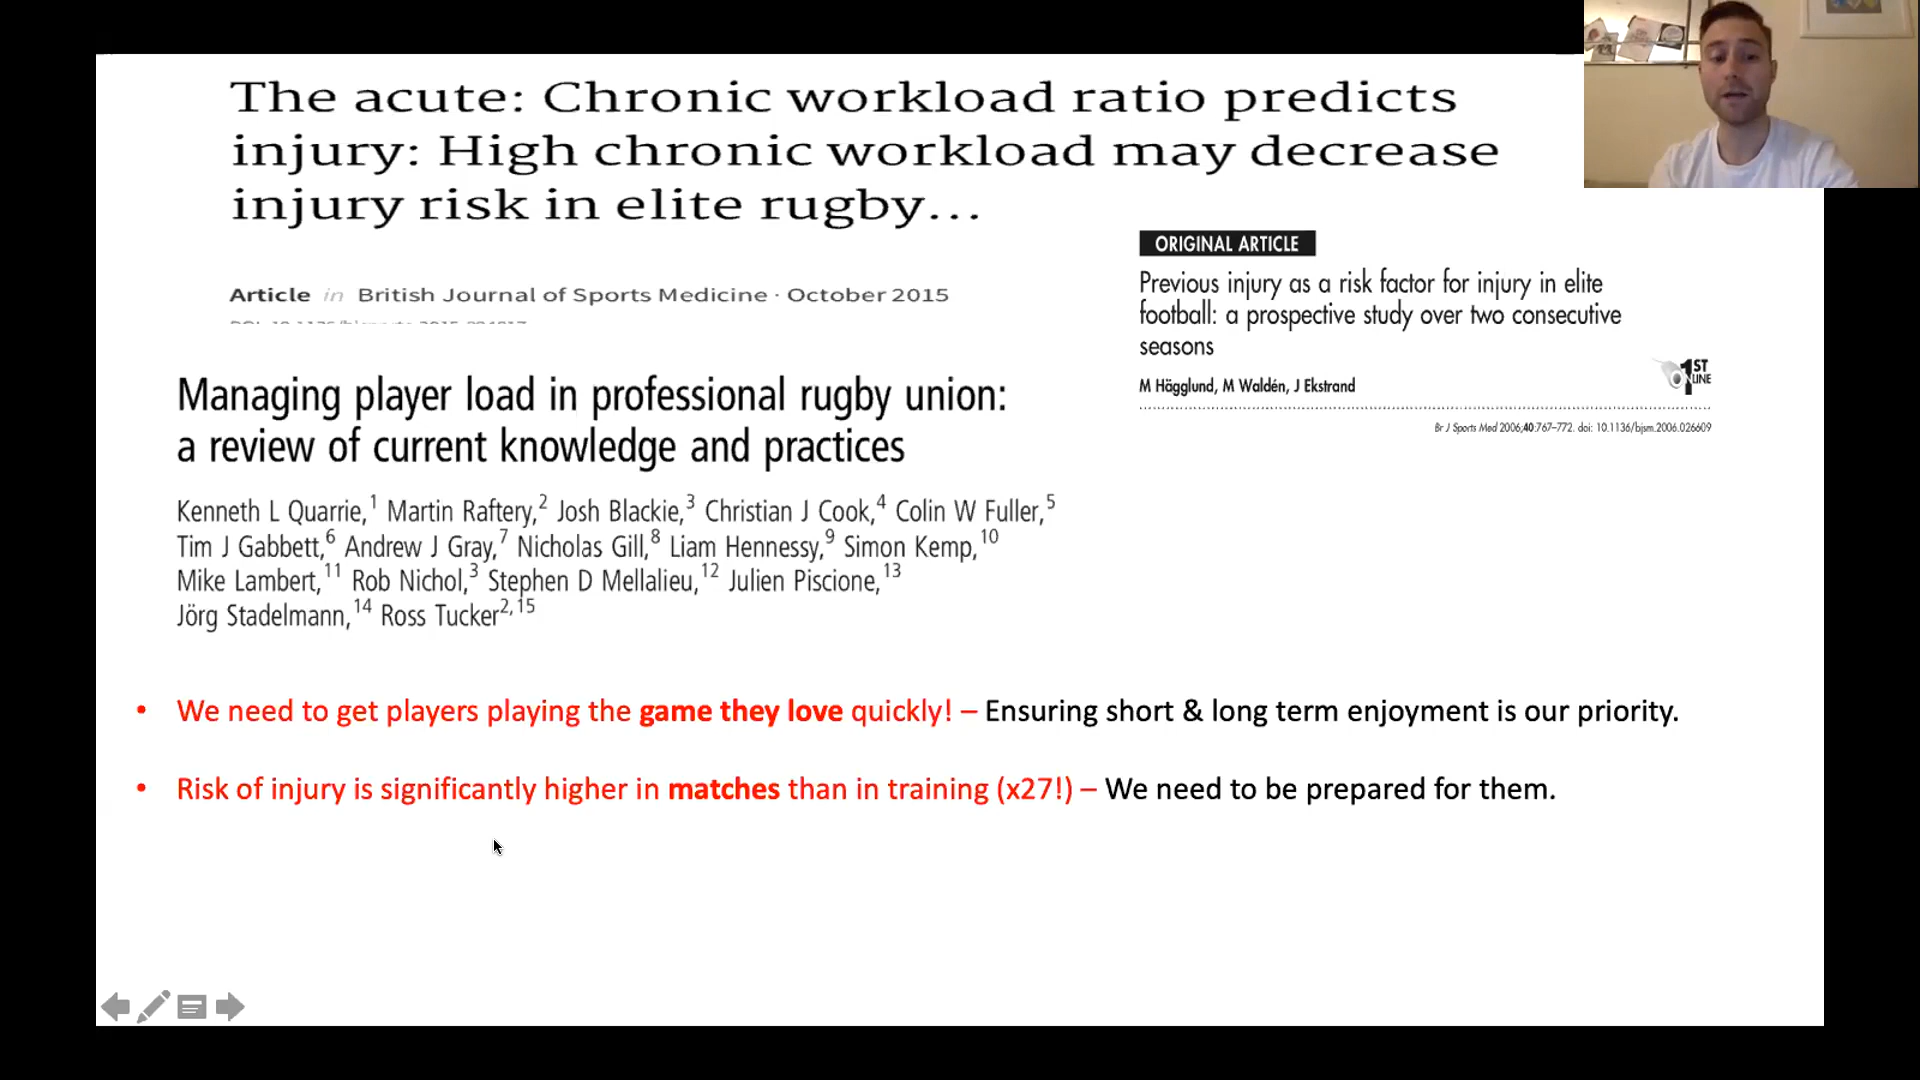 The acute: Chronic workload ratio predicts
injury: High chronic workload may decrease
injury risk in elite rugby...
Article in British Journal of Sports Medicine · October 2015
ORIGINAL ARTICLE
Previous injury as a risk factor for injury in elite
football: a prospective study over two consecutive
seasons
1ST
ONLINE
M Hägglund, M Waldén, J Ekstrand
Br J Sports Med 2006;40:767–772. doi: 10.1136/bjsm.2006.026609
Managing player load in professional rugby union:
a review of current knowledge and practices
Kenneth L Quarrie,1 Martin Raftery,2 Josh Blackie,3 Christian J Cook,4 Colin W Fuller,5
Tim J Gabbett,6 Andrew J Gray,7 Nicholas Gill,8 Liam Hennessy,9 Simon Kemp,10
Mike Lambert,11 Rob Nichol,3 Stephen D Mellalieu,12 Julien Piscione,13
Jörg Stadelmann,14 Ross Tucker2,15
• We need to get players playing the game they love quickly! – Ensuring short & long term enjoyment is our priority.
• Risk of injury is significantly higher in matches than in training (x27!) – We need to be prepared for them.